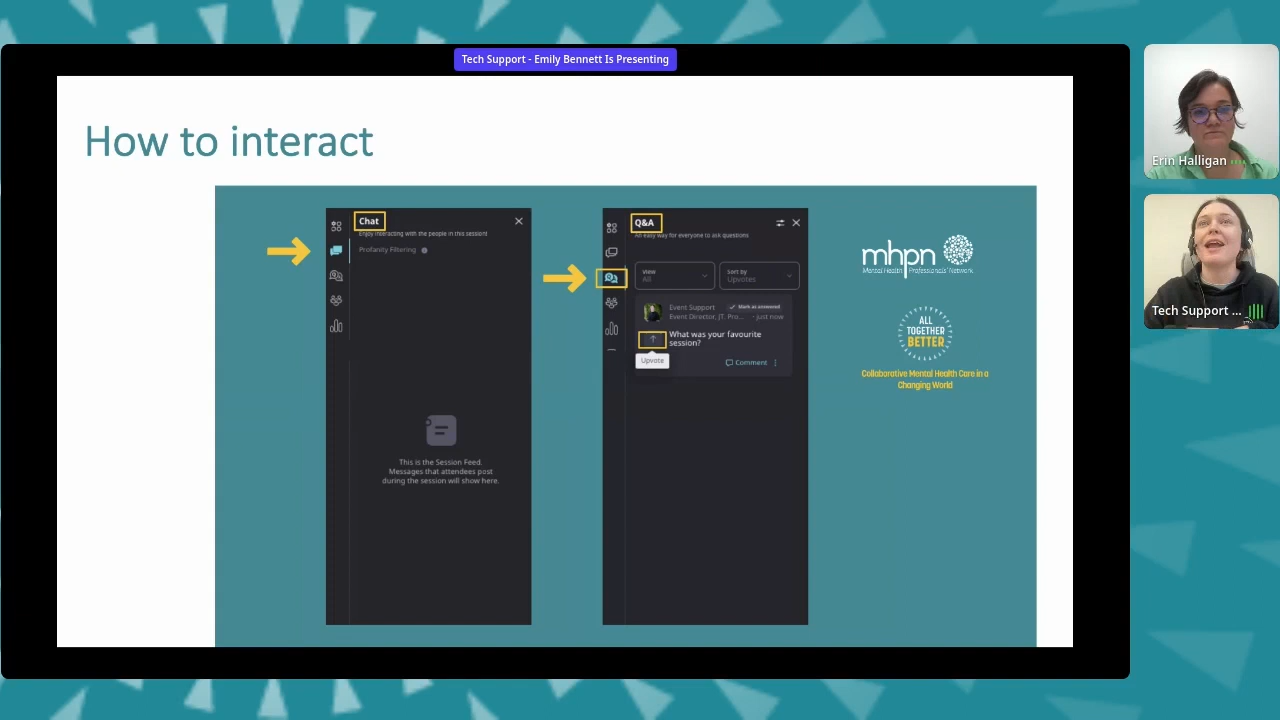 Tech Support - Emily Bennett Is Presenting
How to interact
Chat
Enjoy interacting with the people in this session!
Profanity Filtering
This is the Session Feed.
Messages that attendees post
during the session will show here.
Q&A
An easy way for everyone to ask questions
View
All
Sort by
Upvotes
Event Support
Mark as answered
Event Director, JT. Pro... - just now
What was your favourite
session?
Upvote
Comment
mhpn
Mental Health Professionals' Network
ALL
TOGETHER
BETTER
Collaborative Mental Health Care in a
Changing World
Erin Halligan
Tech Support ...